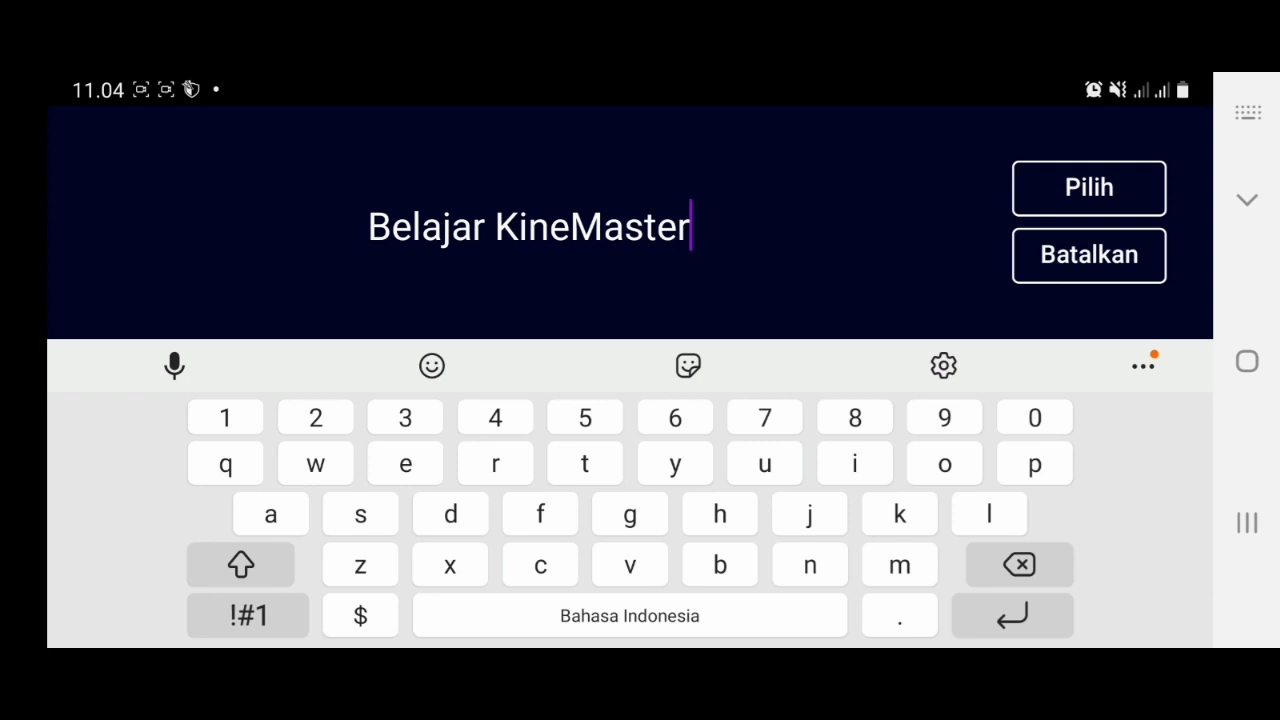 11.04
Belajar KineMaster
Pilih
Batalkan
1 2 3 4 5 6 7 8 9 0
q w e r t y u i o p
a s d f g h j k l
z x c v b n m
!#1 $ Bahasa Indonesia .